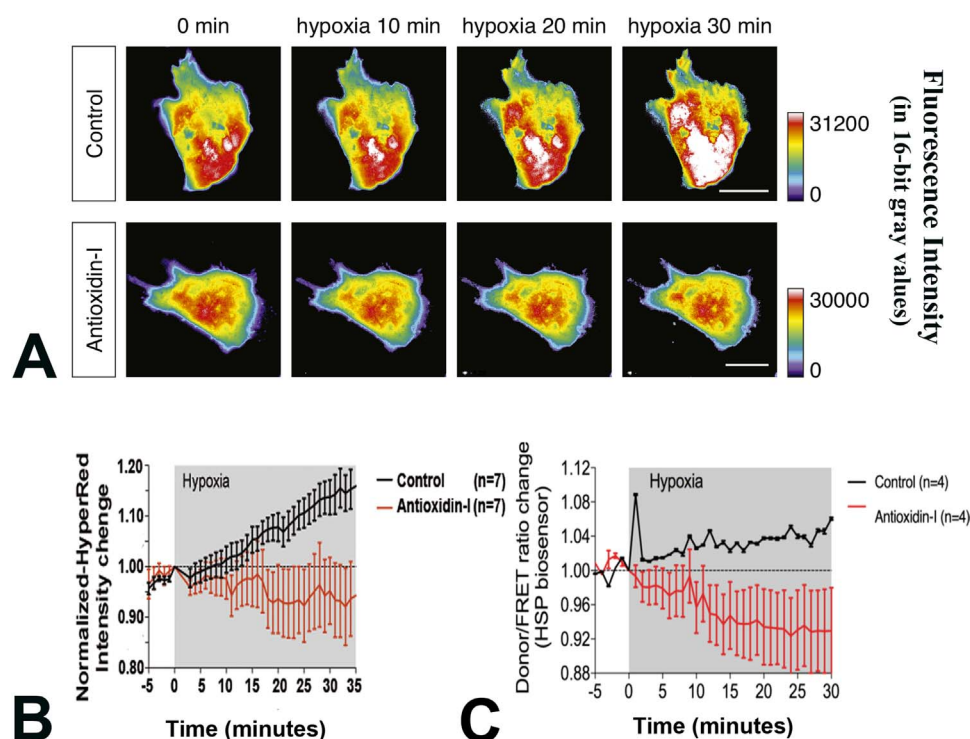 0 min
hypoxia 10 min
hypoxia 20 min
hypoxia 30 min
Control
31200
0
Antioxidin-I
30000
0
Fluorescence Intensity
(in 16-bit gray values)
A
Normalized-HyperRed
Intensity chenge
1.20
1.10
1.00
0.90
0.80
Hypoxia
Control (n=7)
Antioxidin-I (n=7)
-5 0 5 10 15 20 25 30 35
Time (minutes)
B
Donor/FRET ratio change
(HSP biosensor)
1.12
1.08
1.04
1.00
0.96
0.92
0.88
Hypoxia
Control (n=4)
Antioxidin-I (n=4)
-5 0 5 10 15 20 25 30
Time (minutes)
C